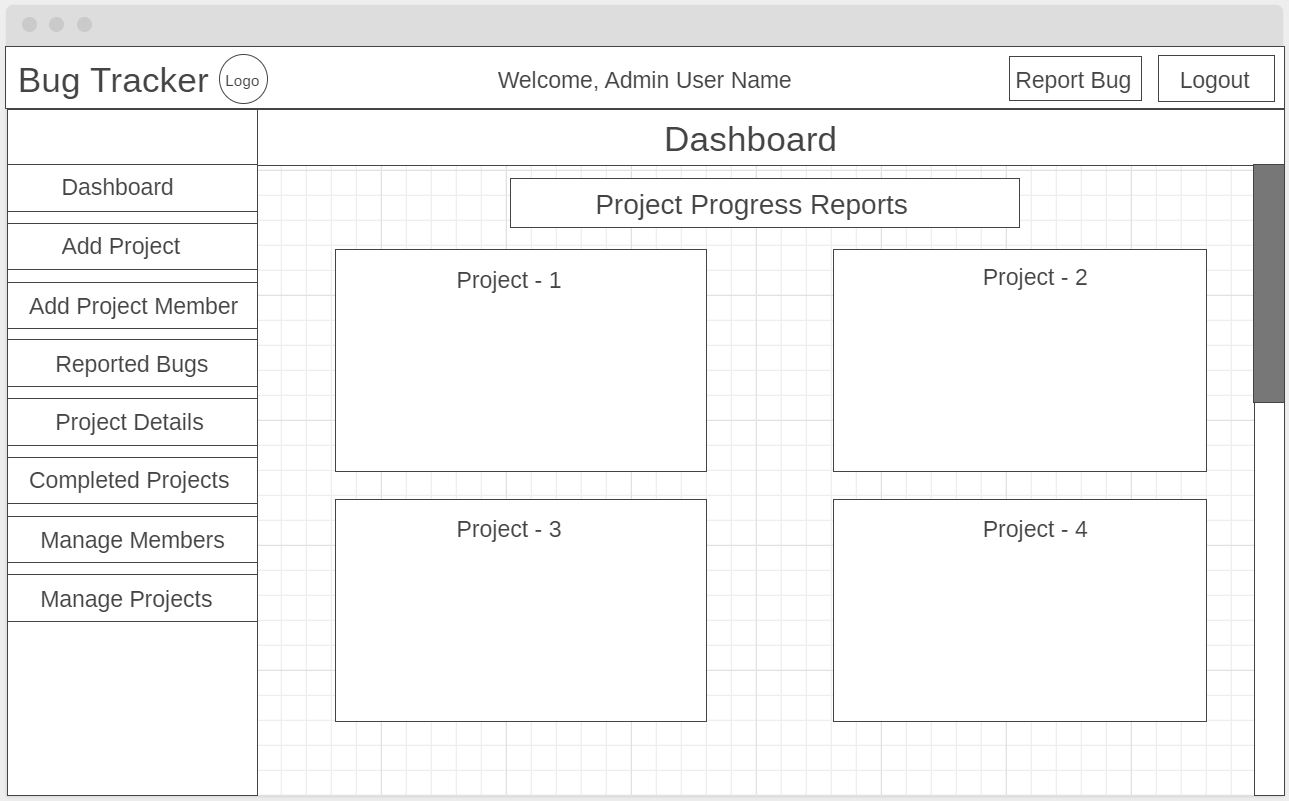 Bug Tracker
Logo
Welcome, Admin User Name
Report Bug
Logout
Dashboard
Dashboard
Add Project
Add Project Member
Reported Bugs
Project Details
Completed Projects
Manage Members
Manage Projects
Project Progress Reports
Project - 1
Project - 2
Project - 3
Project - 4